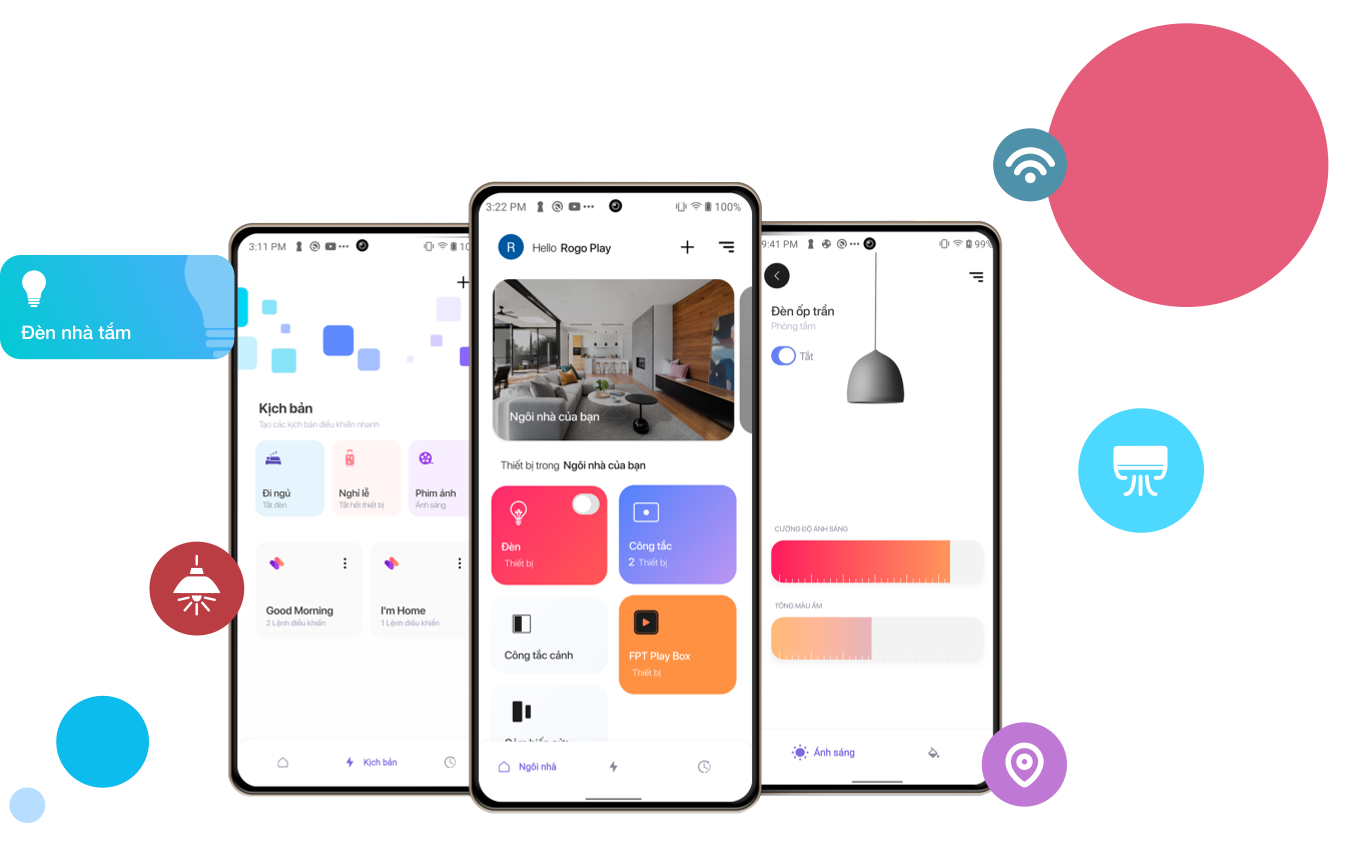 Đèn nhà tắm
3:11 PM
10
Kịch bản
Tạo các kịch bản điều khiển nhanh
Đi ngủ
Tắt đèn
Nghỉ lễ
Tắt hết thiết bị
Phim ảnh
Ánh sáng
Good Morning
2 Lệnh điều khiển
I'm Home
1 Lệnh điều khiển
Kịch bản
3:22 PM
100%
R
Hello Rogo Play
Ngôi nhà của bạn
Thiết bị trong Ngôi nhà của bạn
Đèn
Thiết bị
Công tắc
2 Thiết bị
Công tắc cảnh
FPT Play Box
Thiết bị
Ngôi nhà
9:41 PM
99%
Đèn ốp trần
Phòng tắm
Tắt
CƯỜNG ĐỘ ÁNH SÁNG
TÔNG MÀU ẤM
Ánh sáng